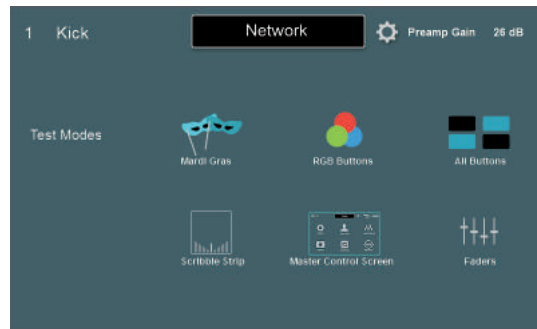 1 Kick Network Preamp Gain 26 dB
Test Modes
Mardi Gras RGB Buttons All Buttons
Scribble Strip Master Control Screen Faders